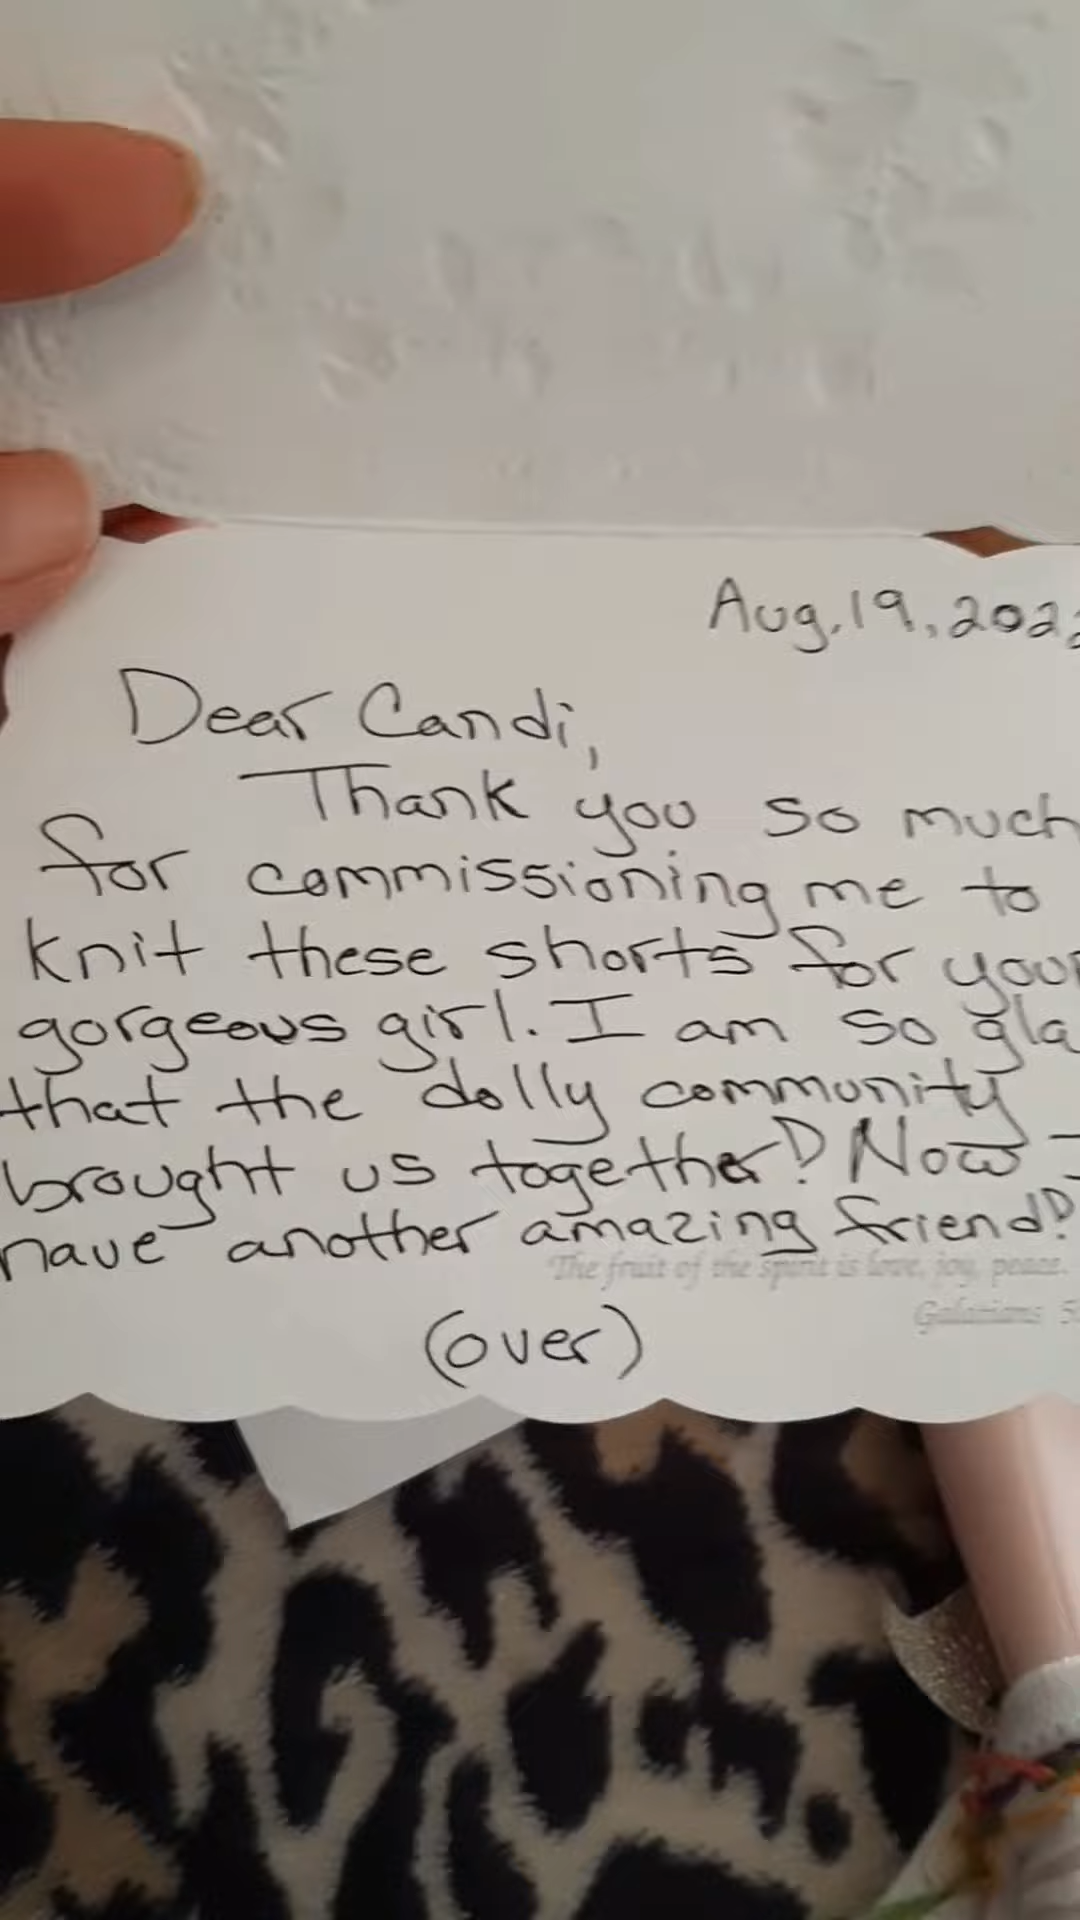 Aug. 19, 202
Dear Candi,
Thank you so much
for commissioning me to
knit these shorts for your
gorgeous girl. I am so gla
that the dolly community
brought us together! Now I
have another amazing friend!
The fruit of the spirit is love, joy, peace.
Galatians 5
(over)